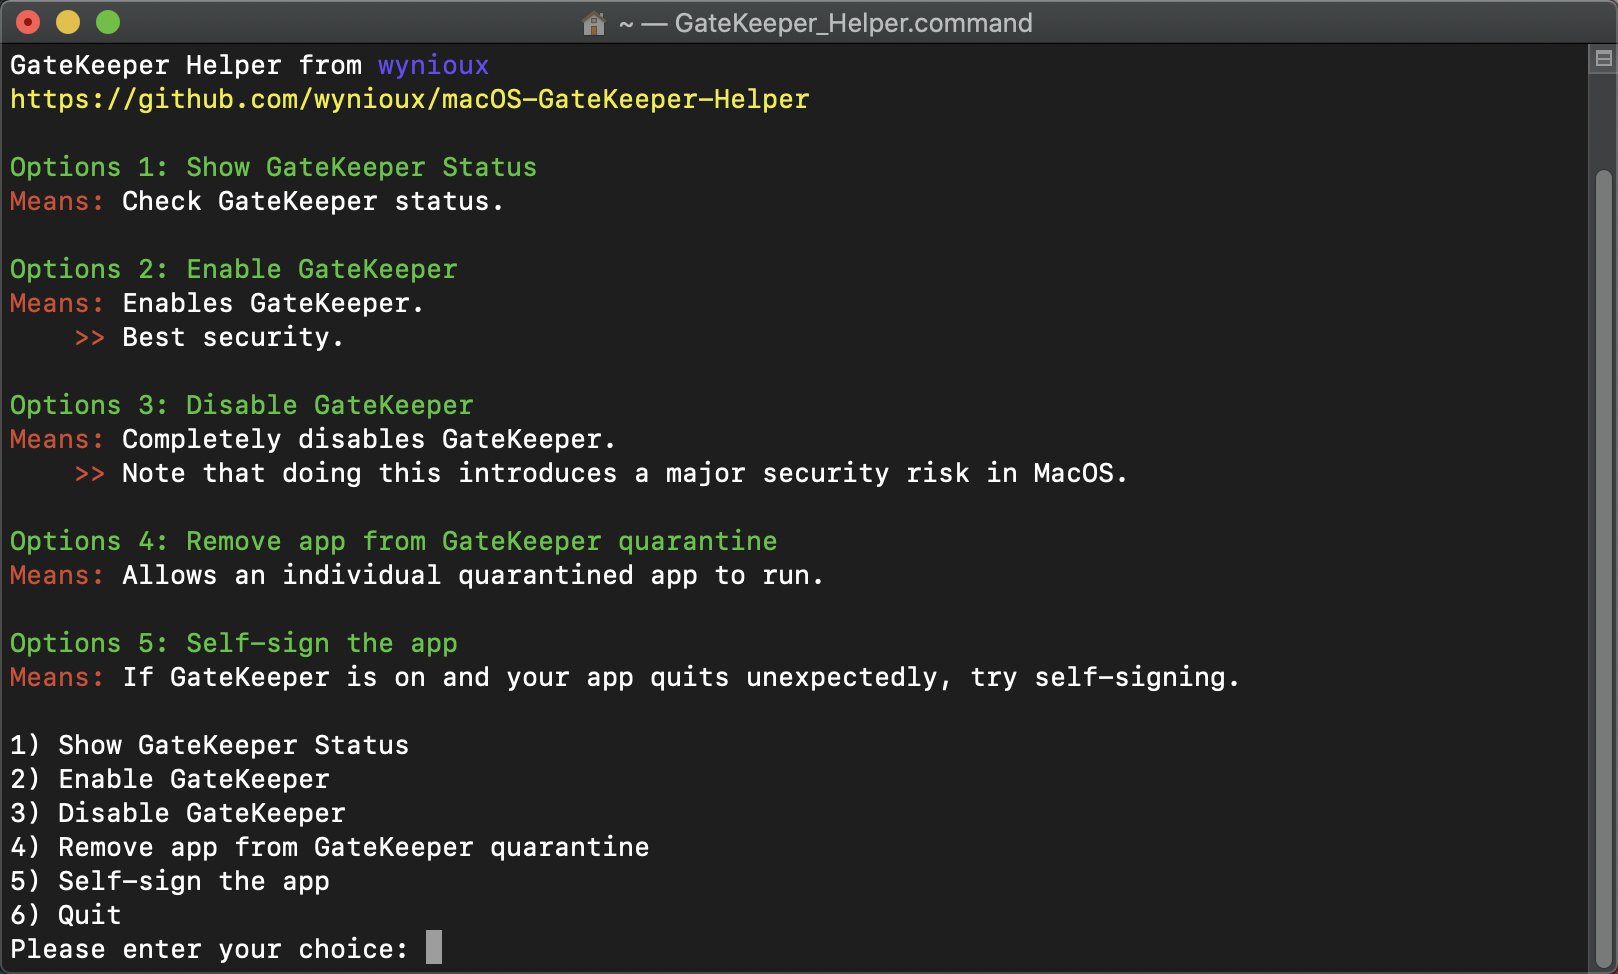 ~ — GateKeeper_Helper.command
GateKeeper Helper from wynioux
https://github.com/wynioux/macOS-GateKeeper-Helper
Options 1: Show GateKeeper Status
Means: Check GateKeeper status.
Options 2: Enable GateKeeper
Means: Enables GateKeeper.
>> Best security.
Options 3: Disable GateKeeper
Means: Completely disables GateKeeper.
>> Note that doing this introduces a major security risk in MacOS.
Options 4: Remove app from GateKeeper quarantine
Means: Allows an individual quarantined app to run.
Options 5: Self-sign the app
Means: If GateKeeper is on and your app quits unexpectedly, try self-signing.
1) Show GateKeeper Status
2) Enable GateKeeper
3) Disable GateKeeper
4) Remove app from GateKeeper quarantine
5) Self-sign the app
6) Quit
Please enter your choice: